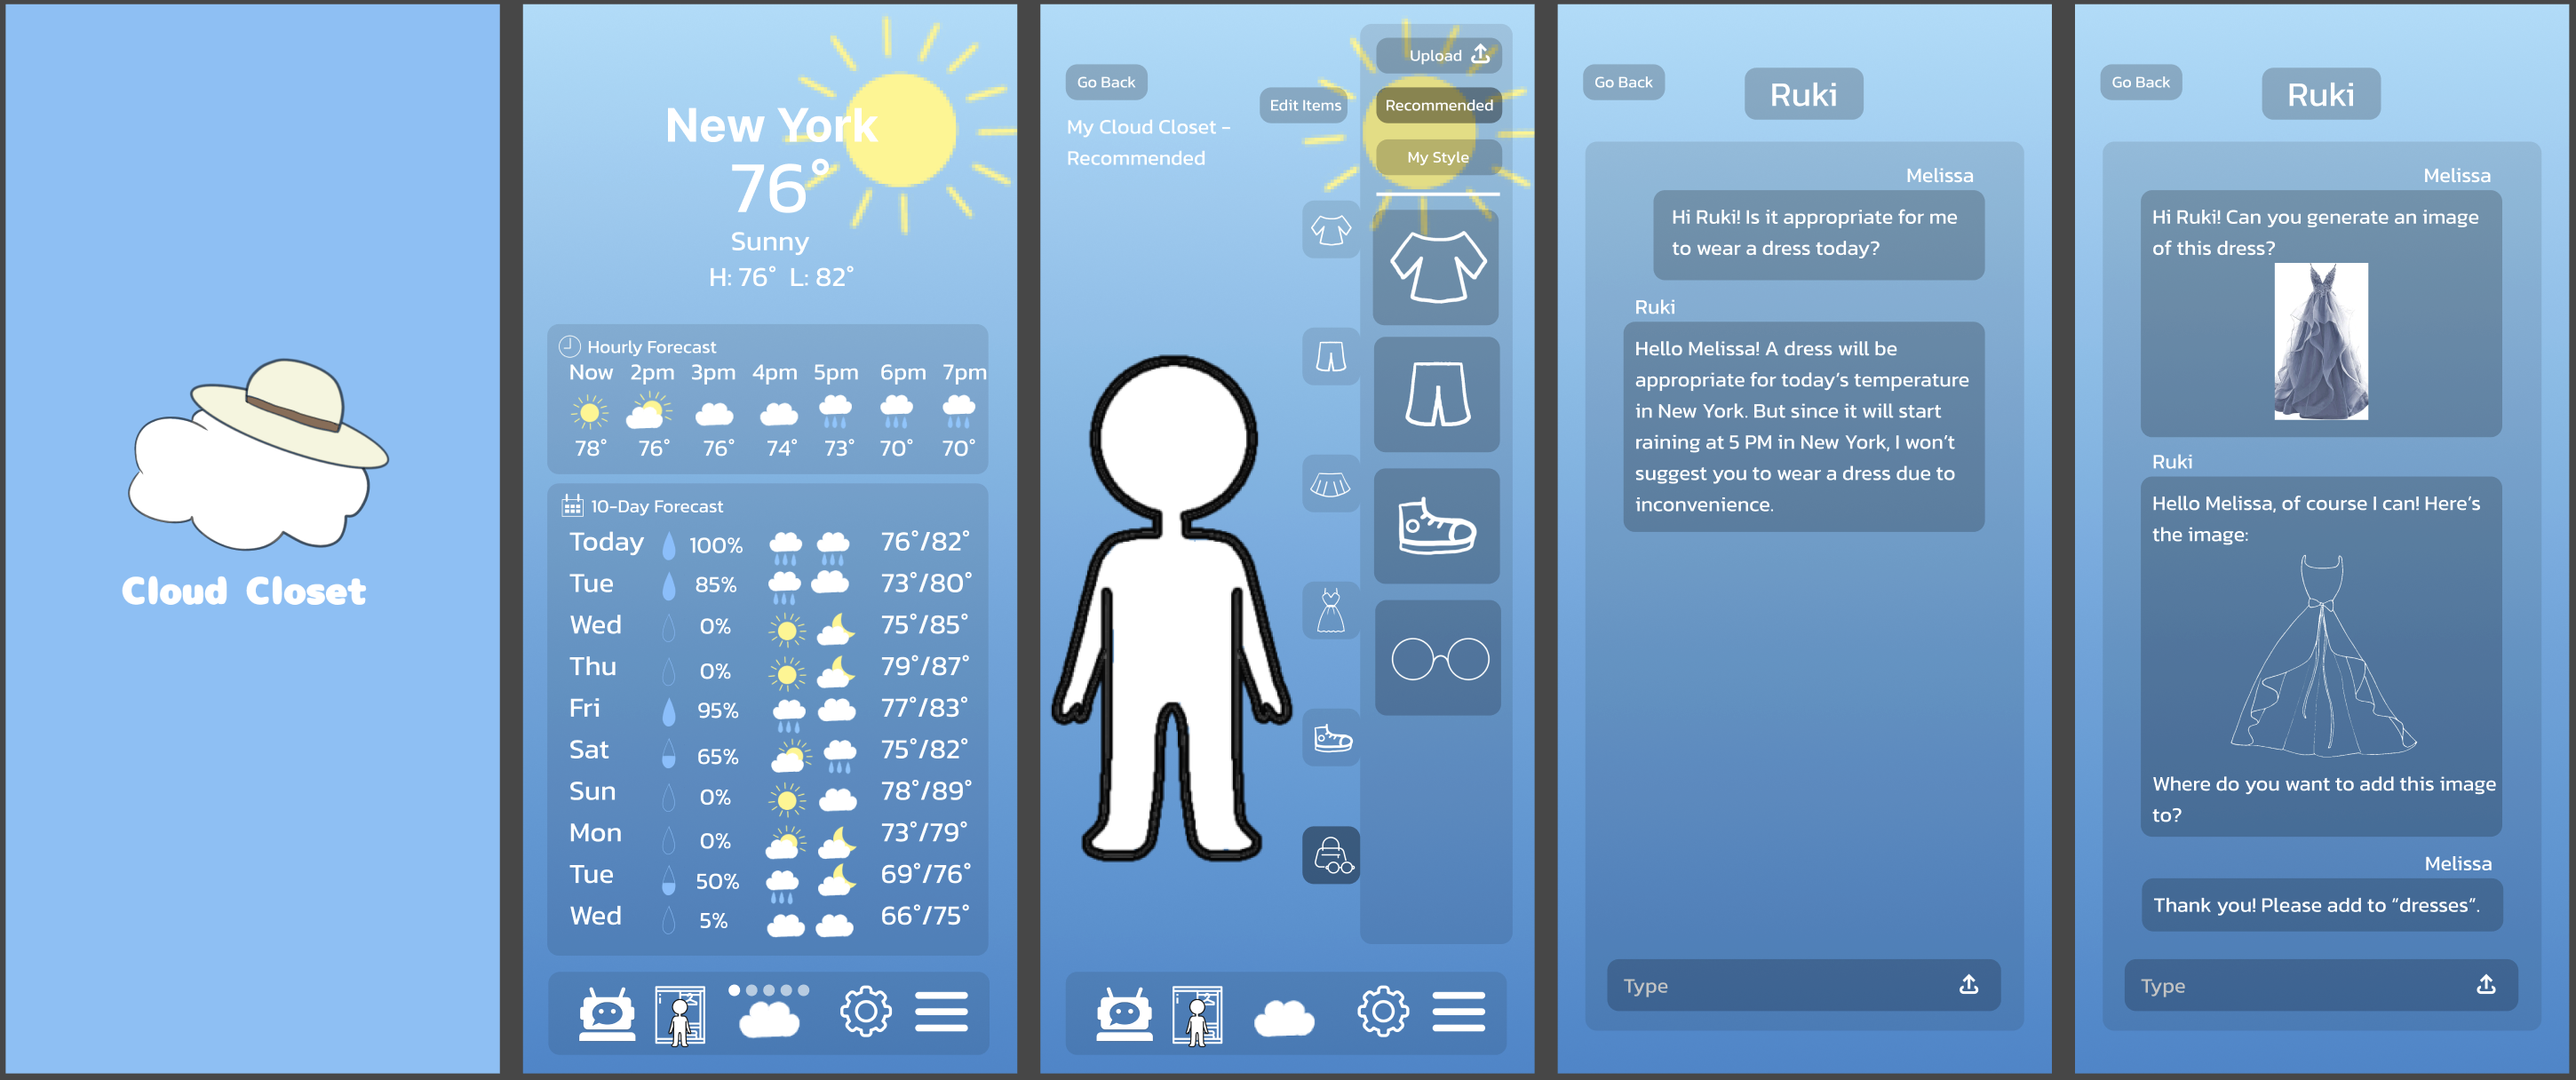 Cloud Closet
New York
76°
Sunny
H: 76° L: 82°
Hourly Forecast
Now 2pm 3pm 4pm 5pm 6pm 7pm
78° 76° 76° 74° 73° 70° 70°
10-Day Forecast
Today 100% 76°/82°
Tue 85% 73°/80°
Wed 0% 75°/85°
Thu 0% 79°/87°
Fri 95% 77°/83°
Sat 65% 75°/82°
Sun 0% 78°/89°
Mon 0% 73°/79°
Tue 50% 69°/76°
Wed 5% 66°/75°
Go Back
My Cloud Closet -
Recommended
Edit Items
Upload
Recommended
My Style
Go Back
Ruki
Melissa
Hi Ruki! Is it appropriate for me
to wear a dress today?
Ruki
Hello Melissa! A dress will be
appropriate for today's temperature
in New York. But since it will start
raining at 5 PM in New York, I won't
suggest you to wear a dress due to
inconvenience.
Type
Go Back
Ruki
Melissa
Hi Ruki! Can you generate an image
of this dress?
Ruki
Hello Melissa, of course I can! Here's
the image:
Where do you want to add this image
to?
Melissa
Thank you! Please add to “dresses”.
Type